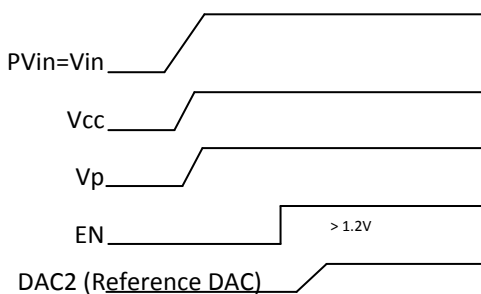 PVin=Vin
Vcc
Vp
EN
> 1.2V
DAC2 (Reference DAC)